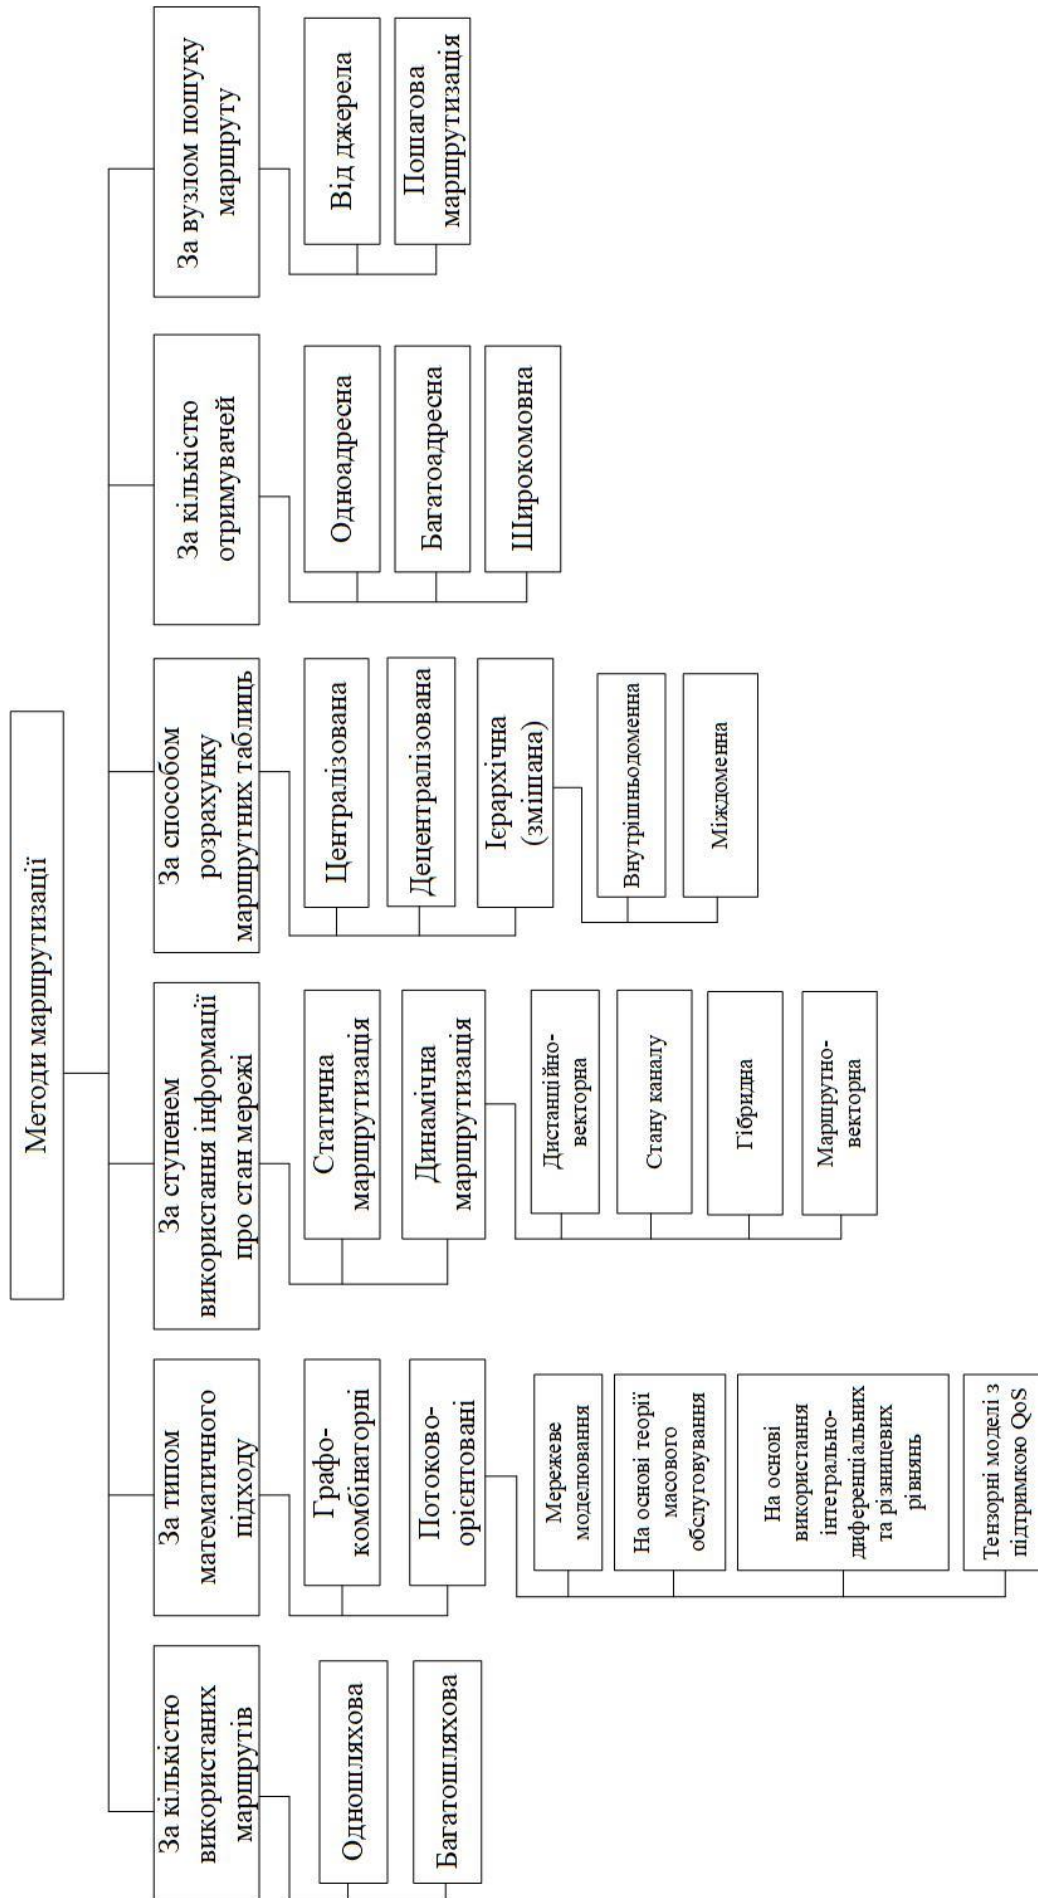 Методи маршрутизації
За кількістю
використаних
маршрутів
Одношляхова
Багатошляхова
За типом
математичного
підходу
Графо-
комбінаторні
Потоково-
орієнтовані
Мережеве
моделювання
На основі теорії
масового
обслуговування
На основі
використання
інтегрально-
диференціальних
та різницевих
рівнянь
Тензорні моделі з
підтримкою QoS
За ступенем
використання інформації
про стан мережі
Статична
маршрутизація
Динамічна
маршрутизація
Дистанційно-
векторна
Стану каналу
Гібридна
Маршрутно-
векторна
За способом
розрахунку
маршрутних таблиць
Централізована
Децентралізована
Ієрархічна
(змішана)
Внутрішньодоменна
Міждоменна
За кількістю
отримувачей
Одноадресна
Багатоадресна
Широкомовна
За вузлом пошуку
маршруту
Від джерела
Пошагова
маршрутизація